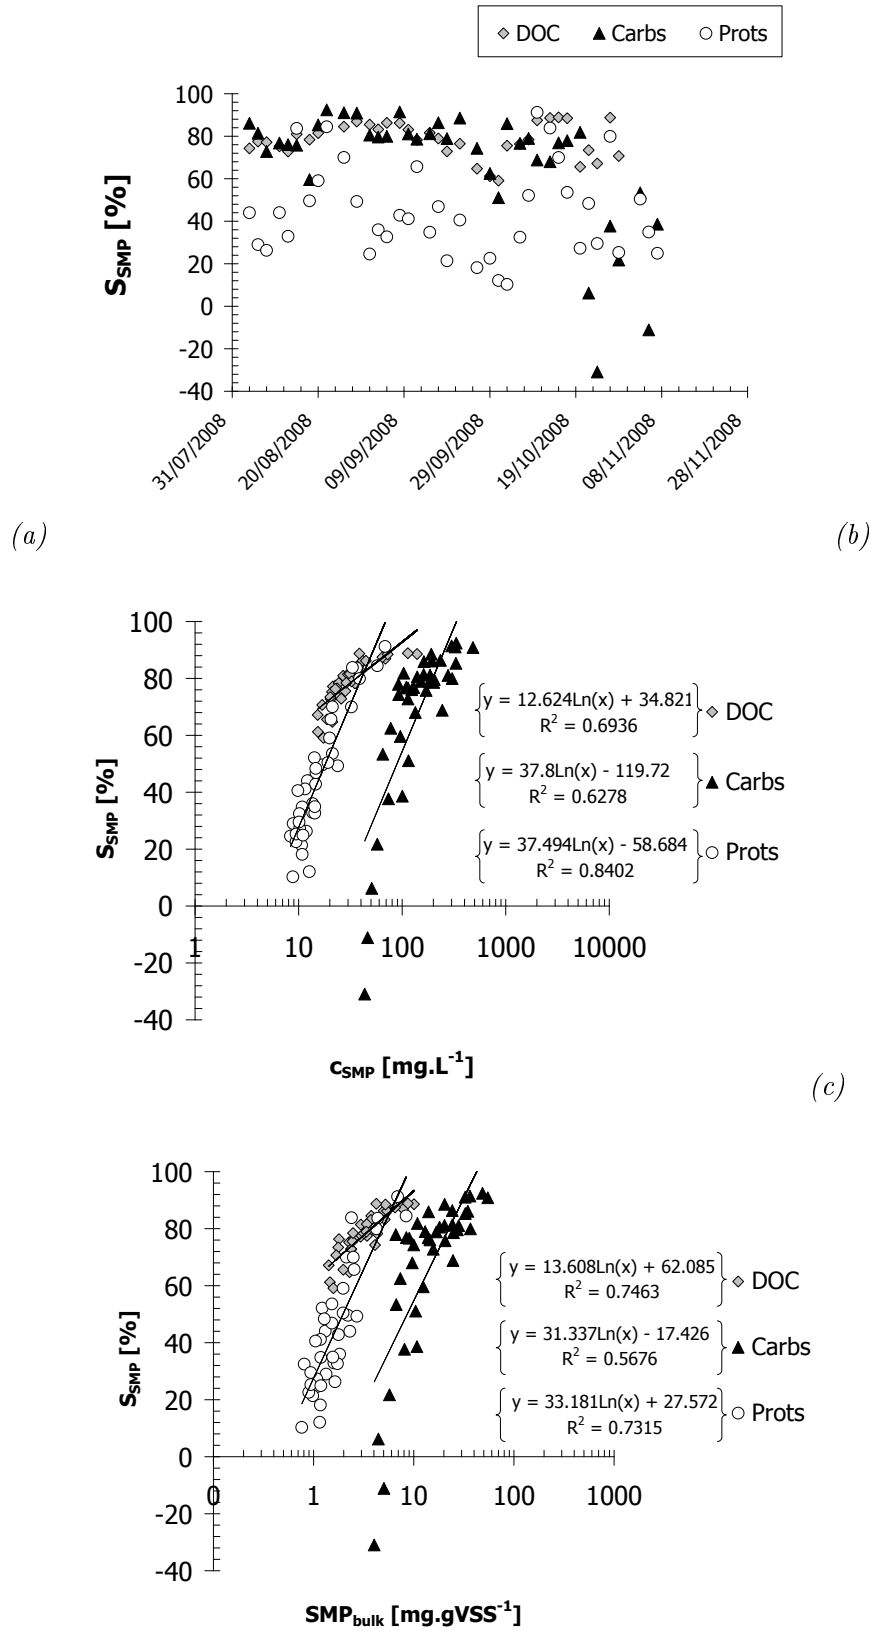 DOC Carbs Prots
100
80
60
40
20
0
-20
-40
S_SMP [%]
31/07/2008 20/08/2008 09/09/2008 29/09/2008 19/10/2008 08/11/2008 28/11/2008
(a) (b)
100
80
60
40
20
0
-20
-40
S_SMP [%]
1 10 100 1000 10000
y = 12.624Ln(x) + 34.821
R² = 0.6936
DOC
y = 37.8Ln(x) - 119.72
R² = 0.6278
Carbs
y = 37.494Ln(x) - 58.684
R² = 0.8402
Prots
c_SMP [mg.L⁻¹]
(c)
100
80
60
40
20
0
-20
-40
S_SMP [%]
0 1 10 100 1000
y = 13.608Ln(x) + 62.085
R² = 0.7463
DOC
y = 31.337Ln(x) - 17.426
R² = 0.5676
Carbs
y = 33.181Ln(x) + 27.572
R² = 0.7315
Prots
SMP_bulk [mg.gVSS⁻¹]